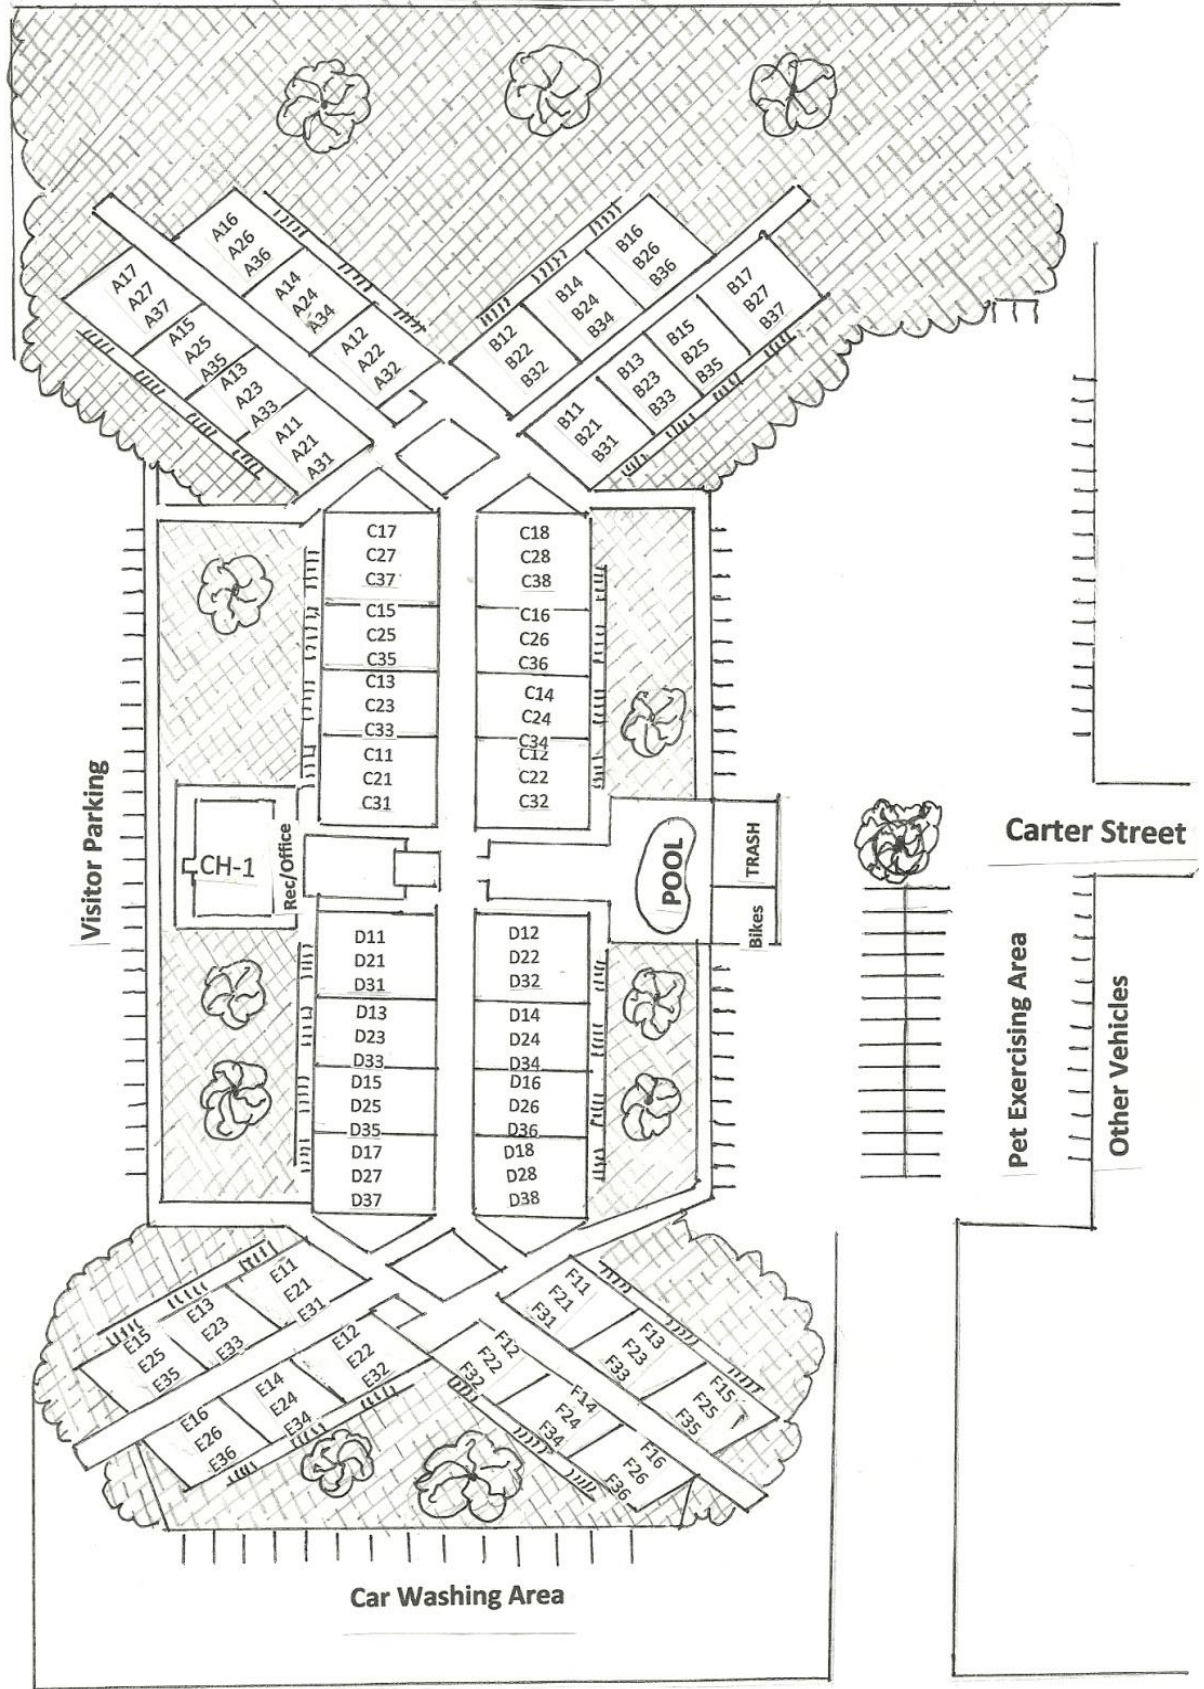 A16
A26
A36
A14
A24
A34
A12
A22
A32
A17
A27
A37
A15
A25
A35
A13
A23
A33
A11
A21
A31
B16
B26
B36
B14
B24
B34
B12
B22
B32
B17
B27
B37
B15
B25
B35
B13
B23
B33
B11
B21
B31
C17
C27
C37
C15
C25
C35
C13
C23
C33
C11
C21
C31
C18
C28
C38
C16
C26
C36
C14
C24
C34
C12
C22
C32
Visitor Parking
CH-1
Rec/Office
POOL
TRASH
Bikes
Carter Street
Pet Exercising Area
Other Vehicles
D11
D21
D31
D13
D23
D33
D15
D25
D35
D17
D27
D37
D12
D22
D32
D14
D24
D34
D16
D26
D36
D18
D28
D38
E11
E21
E31
E13
E23
E33
E15
E25
E35
E12
E22
E32
E14
E24
E34
E16
E26
E36
F11
F21
F31
F13
F23
F33
F15
F25
F35
F12
F22
F32
F14
F24
F34
F16
F26
F36
Car Washing Area